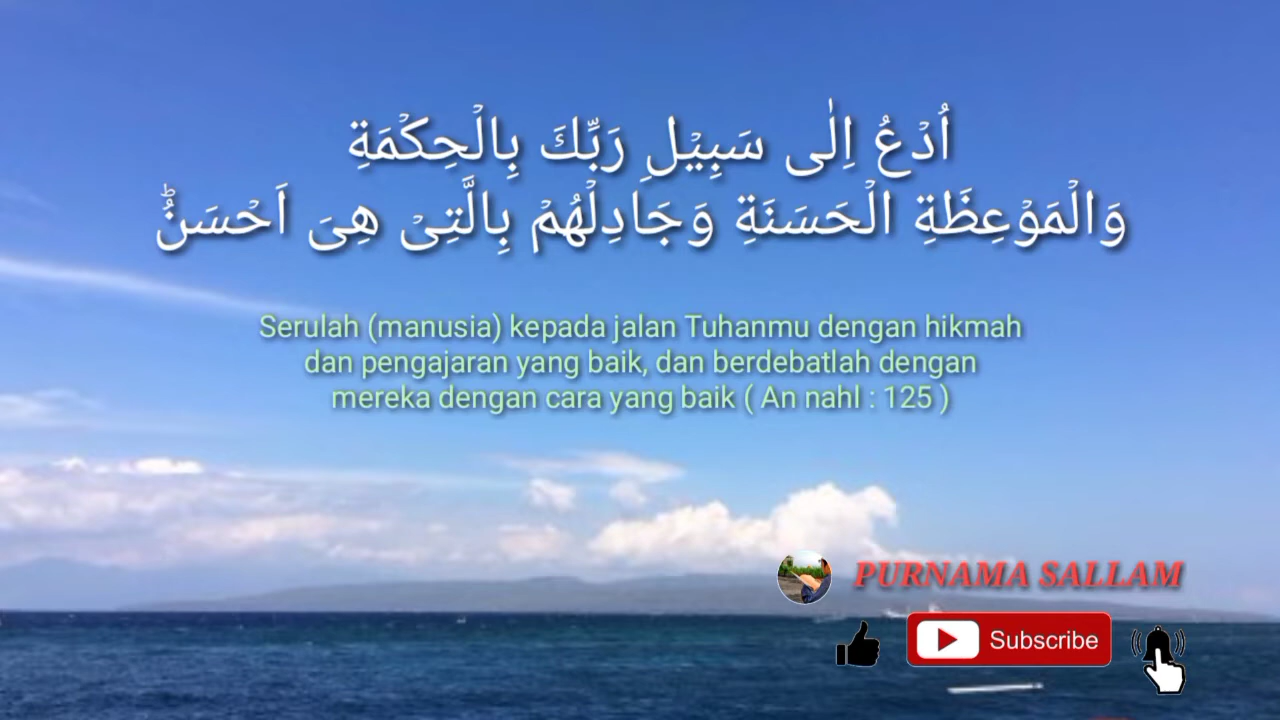 اُدۡعُ اِلٰى سَبِيۡلِ رَبِّكَ بِالۡحِكۡمَةِ
وَالۡمَوۡعِظَةِ الۡحَسَنَةِ وَجَادِلۡهُمۡ بِالَّتِىۡ هِىَ اَحۡسَنُ‌ؕ
Serulah (manusia) kepada jalan Tuhanmu dengan hikmah
dan pengajaran yang baik, dan berdebatlah dengan
mereka dengan cara yang baik ( An nahl : 125 )
PURNAMA SALLAM
Subscribe